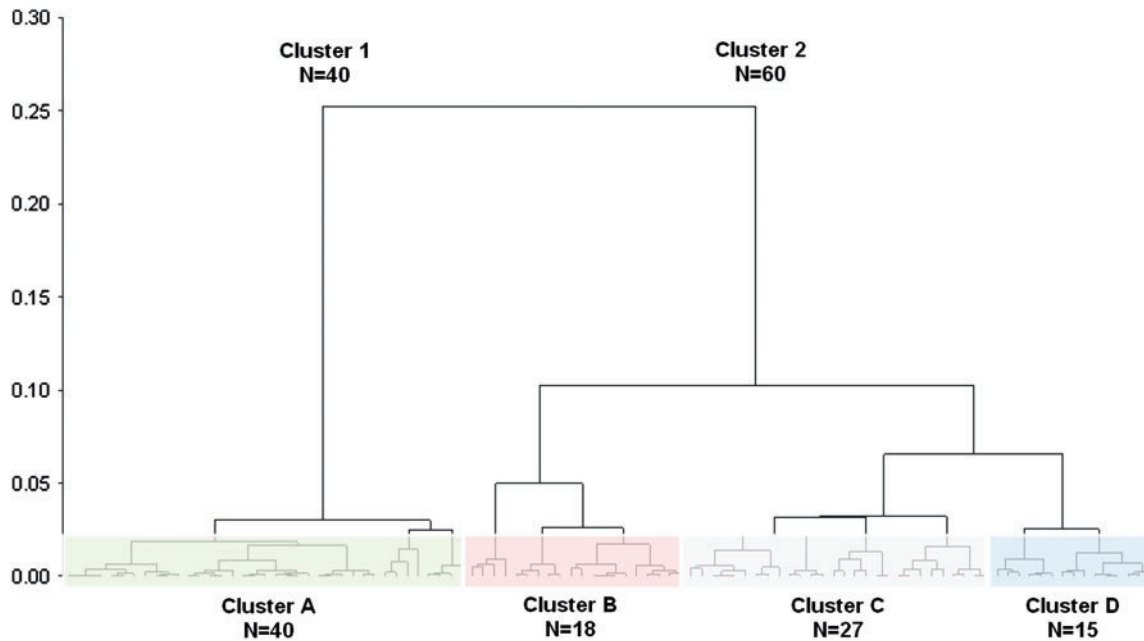 0.30
Cluster 1
N=40
Cluster 2
N=60
0.25
0.20
0.15
0.10
0.05
0.00
Cluster A
N=40
Cluster B
N=18
Cluster C
N=27
Cluster D
N=15